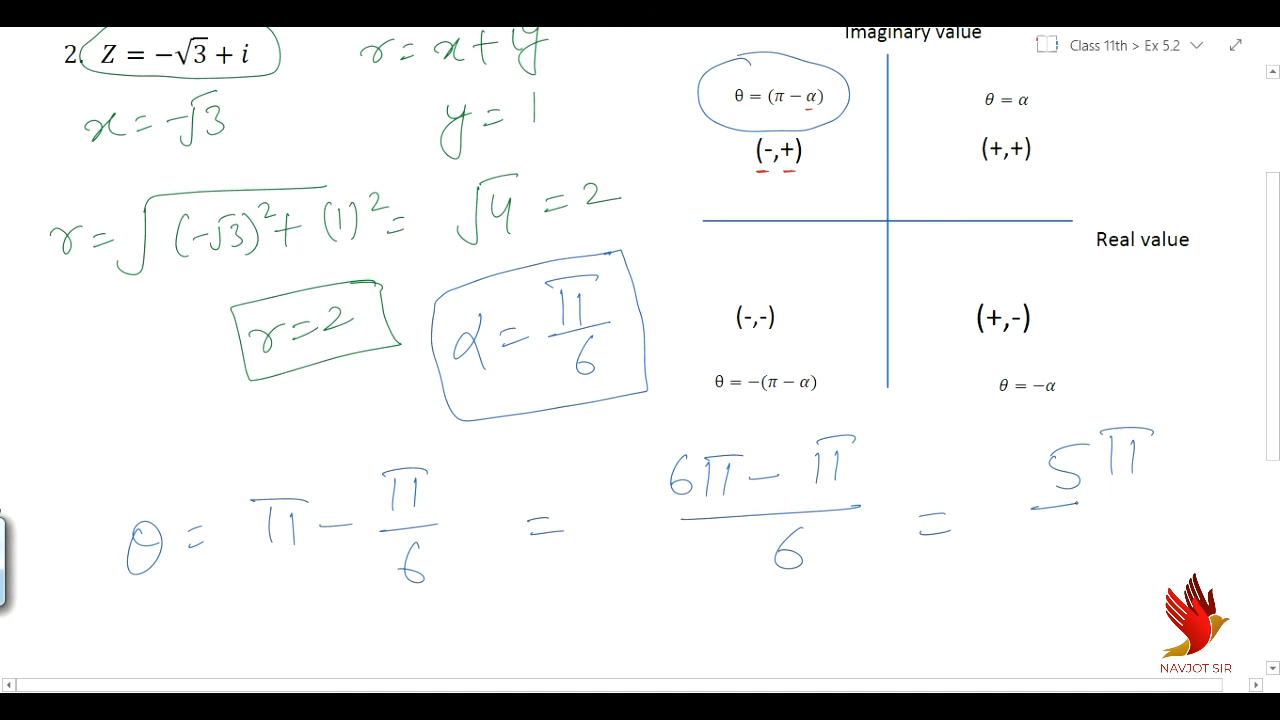 2. Z = −√3 + i
r = x + iy
x = -√3
y = 1
r = √(-√3)² + (1)² = √4 = 2
r = 2
α = π/6
θ = π - π/6 = 6π - π/6 = 5π
Imaginary value
Class 11th > Ex 5.2
θ = (π − α)
θ = α
(-,+)
(+,+)
Real value
(-,-)
(+,-)
θ = −(π − α)
θ = −α
NAVJOT SIR